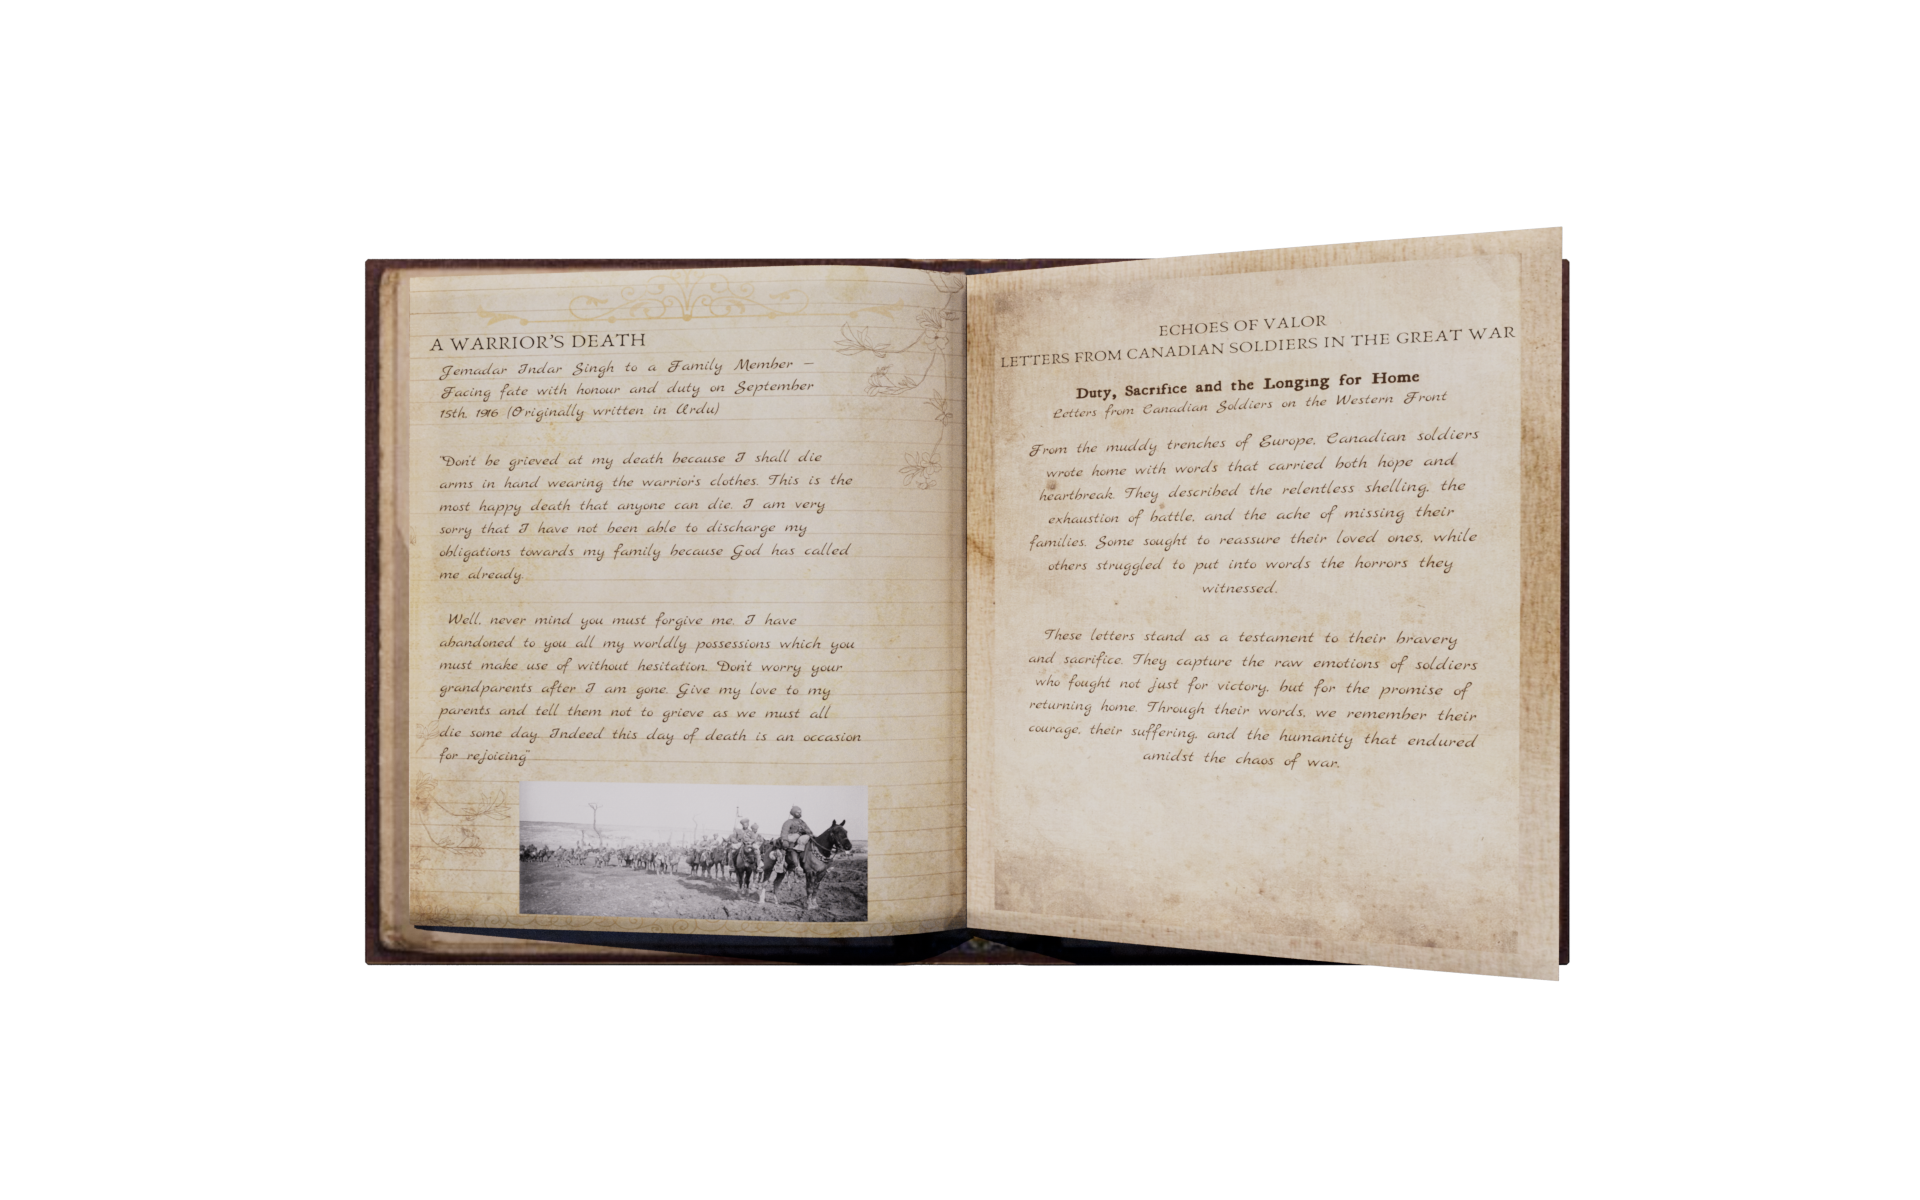 A WARRIOR'S DEATH
Jemadar Indar Singh to a Family Member –
Facing fate with honour and duty on September
15th, 1916 (Originally written in Urdu)
"Don't be grieved at my death because I shall die
arms in hand wearing the warrior's clothes. This is the
most happy death that anyone can die. I am very
sorry that I have not been able to discharge my
obligations towards my family because God has called
me already.
Well, never mind you must forgive me. I have
abandoned to you all my worldly possessions which you
must make use of without hesitation. Don't worry your
grandparents after I am gone. Give my love to my
parents and tell them not to grieve as we must all
die some day. Indeed this day of death is an occasion
for rejoicing"
ECHOES OF VALOR
LETTERS FROM CANADIAN SOLDIERS IN THE GREAT WAR
Duty, Sacrifice and the Longing for Home
Letters from Canadian Soldiers on the Western Front
From the muddy trenches of Europe, Canadian soldiers
wrote home with words that carried both hope and
heartbreak. They described the relentless shelling, the
exhaustion of battle, and the ache of missing their
families. Some sought to reassure their loved ones, while
others struggled to put into words the horrors they
witnessed.
These letters stand as a testament to their bravery
and sacrifice. They capture the raw emotions of soldiers
who fought not just for victory, but for the promise of
returning home. Through their words, we remember their
courage, their suffering, and the humanity that endured
amidst the chaos of war.